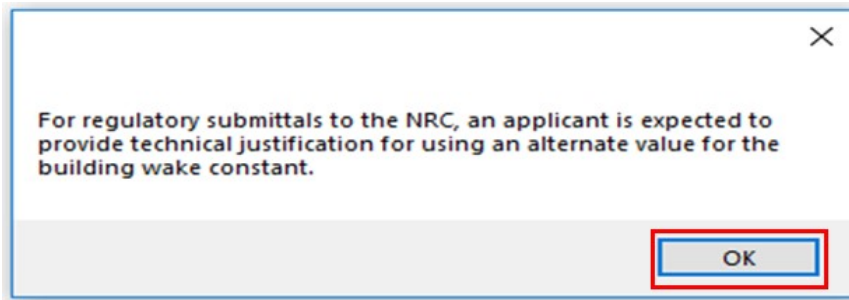 For regulatory submittals to the NRC, an applicant is expected to
provide technical justification for using an alternate value for the
building wake constant.
OK